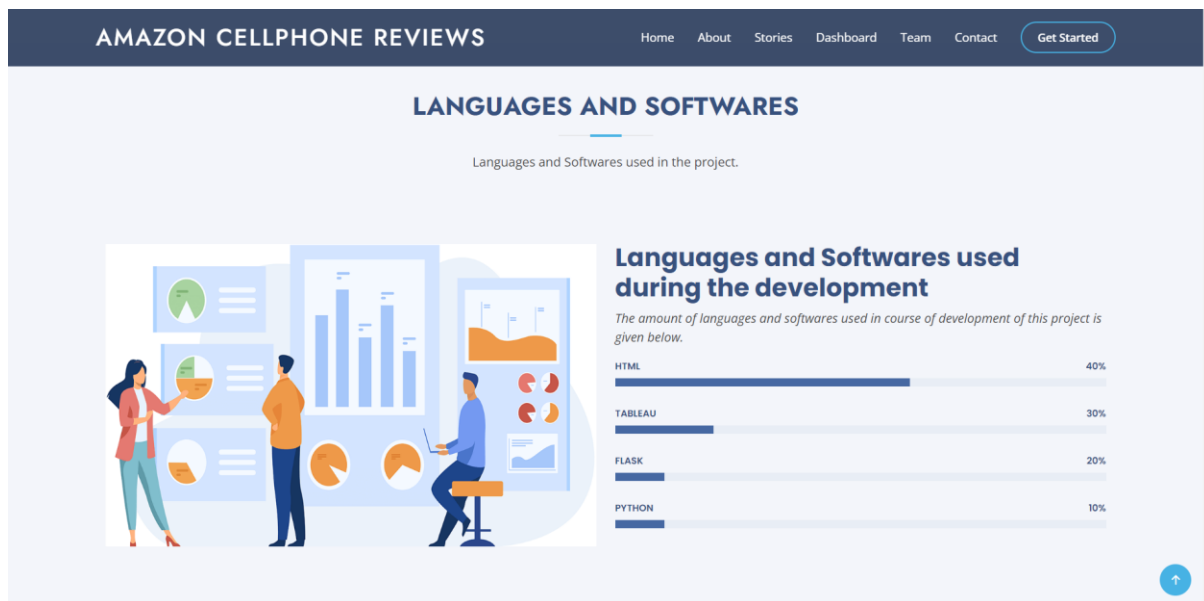 AMAZON CELLPHONE REVIEWS
Home About Stories Dashboard Team Contact Get Started
LANGUAGES AND SOFTWARES
Languages and Softwares used in the project.
Languages and Softwares used
during the development
The amount of languages and softwares used in course of development of this project is
given below.
HTML 40%
TABLEAU 30%
FLASK 20%
PYTHON 10%